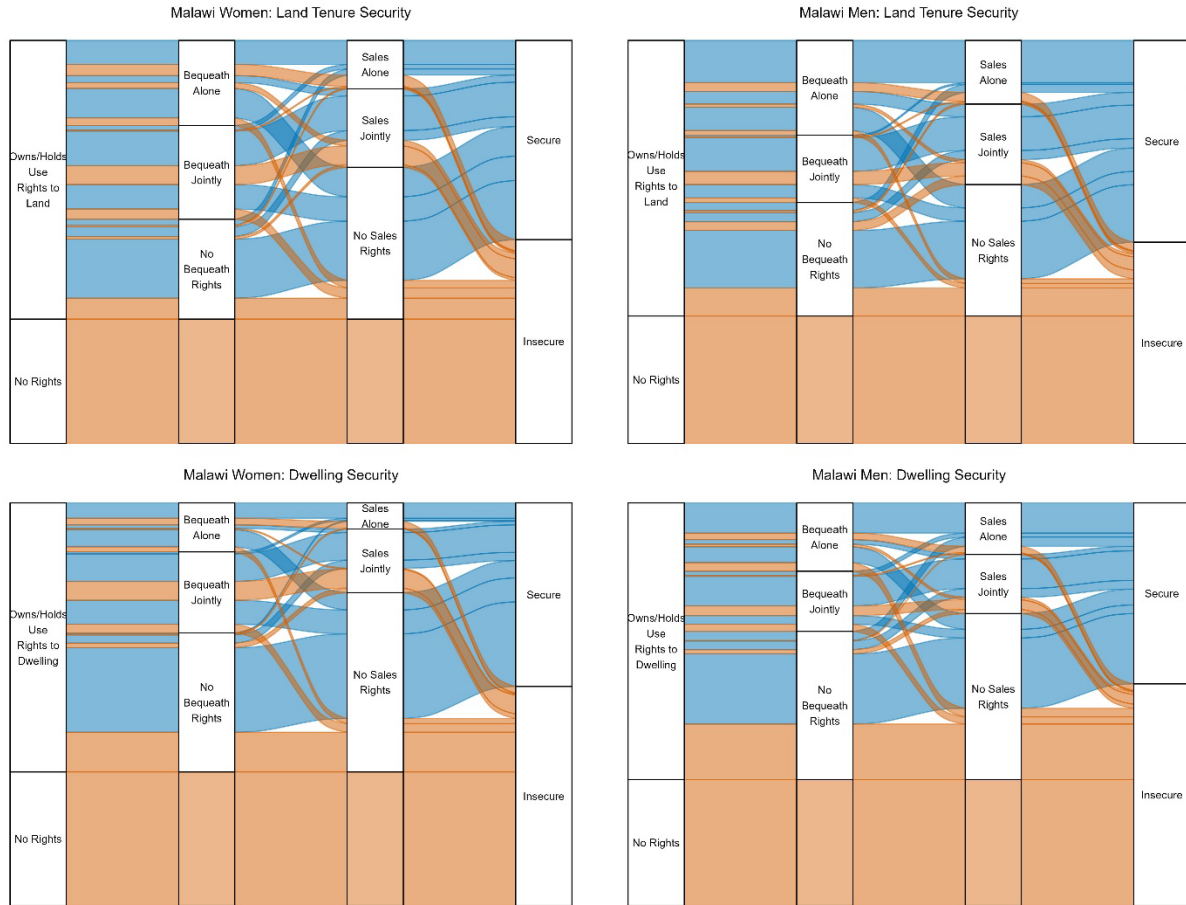 Malawi Women: Land Tenure Security
Owns/Holds
Use
Rights to
Land
No Rights
Bequeath
Alone
Bequeath
Jointly
No
Bequeath
Rights
Sales
Alone
Sales
Jointly
No Sales
Rights
Secure
Insecure
Malawi Men: Land Tenure Security
Owns/Holds
Use
Rights to
Land
No Rights
Bequeath
Alone
Bequeath
Jointly
No
Bequeath
Rights
Sales
Alone
Sales
Jointly
No Sales
Rights
Secure
Insecure
Malawi Women: Dwelling Security
Owns/Holds
Use
Rights to
Dwelling
No Rights
Bequeath
Alone
Bequeath
Jointly
No
Bequeath
Rights
Sales
Alone
Sales
Jointly
No Sales
Rights
Secure
Insecure
Malawi Men: Dwelling Security
Owns/Holds
Use
Rights to
Dwelling
No Rights
Bequeath
Alone
Bequeath
Jointly
No
Bequeath
Rights
Sales
Alone
Sales
Jointly
No Sales
Rights
Secure
Insecure